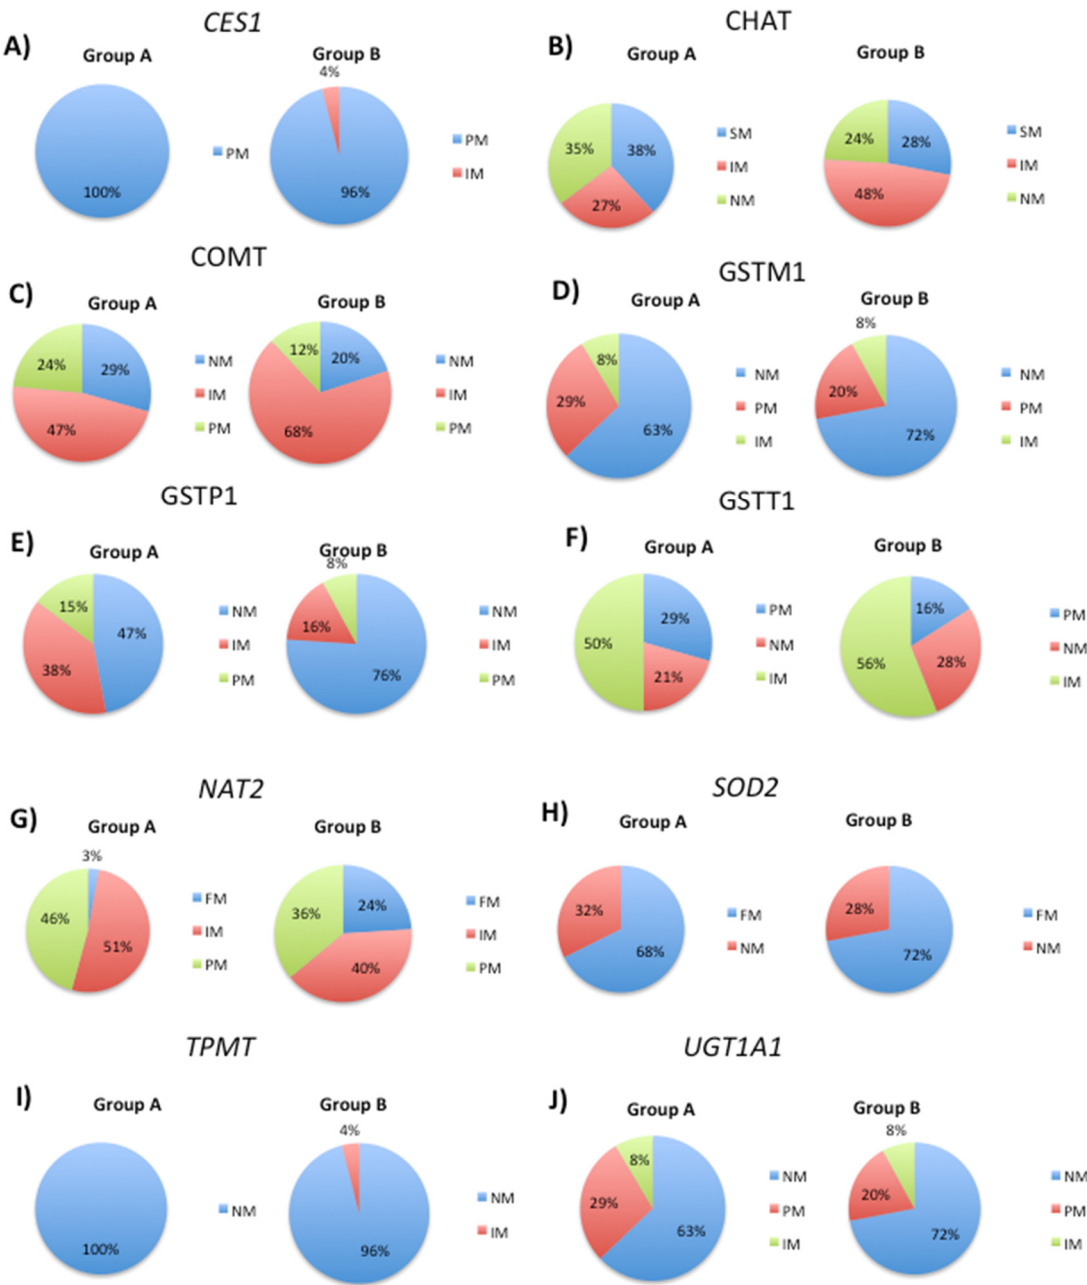 CES1
A)
Group A
100%
PM
Group B
4%
96%
PM
IM
CHAT
B)
Group A
35%
38%
27%
SM
IM
NM
Group B
24%
28%
48%
SM
IM
NM
COMT
C)
Group A
24%
29%
47%
NM
IM
PM
Group B
12%
20%
68%
NM
IM
PM
GSTM1
D)
Group A
8%
29%
63%
NM
PM
IM
Group B
8%
20%
72%
NM
PM
IM
GSTP1
E)
Group A
15%
47%
38%
NM
IM
PM
Group B
8%
16%
76%
NM
IM
PM
GSTT1
F)
Group A
29%
50%
21%
PM
NM
IM
Group B
16%
56%
28%
PM
NM
IM
NAT2
G)
Group A
3%
46%
51%
FM
IM
PM
Group B
36%
24%
40%
FM
IM
PM
SOD2
H)
Group A
32%
68%
FM
NM
Group B
28%
72%
FM
NM
TPMT
I)
Group A
100%
NM
Group B
4%
96%
NM
IM
UGT1A1
J)
Group A
8%
29%
63%
NM
PM
IM
Group B
8%
20%
72%
NM
PM
IM